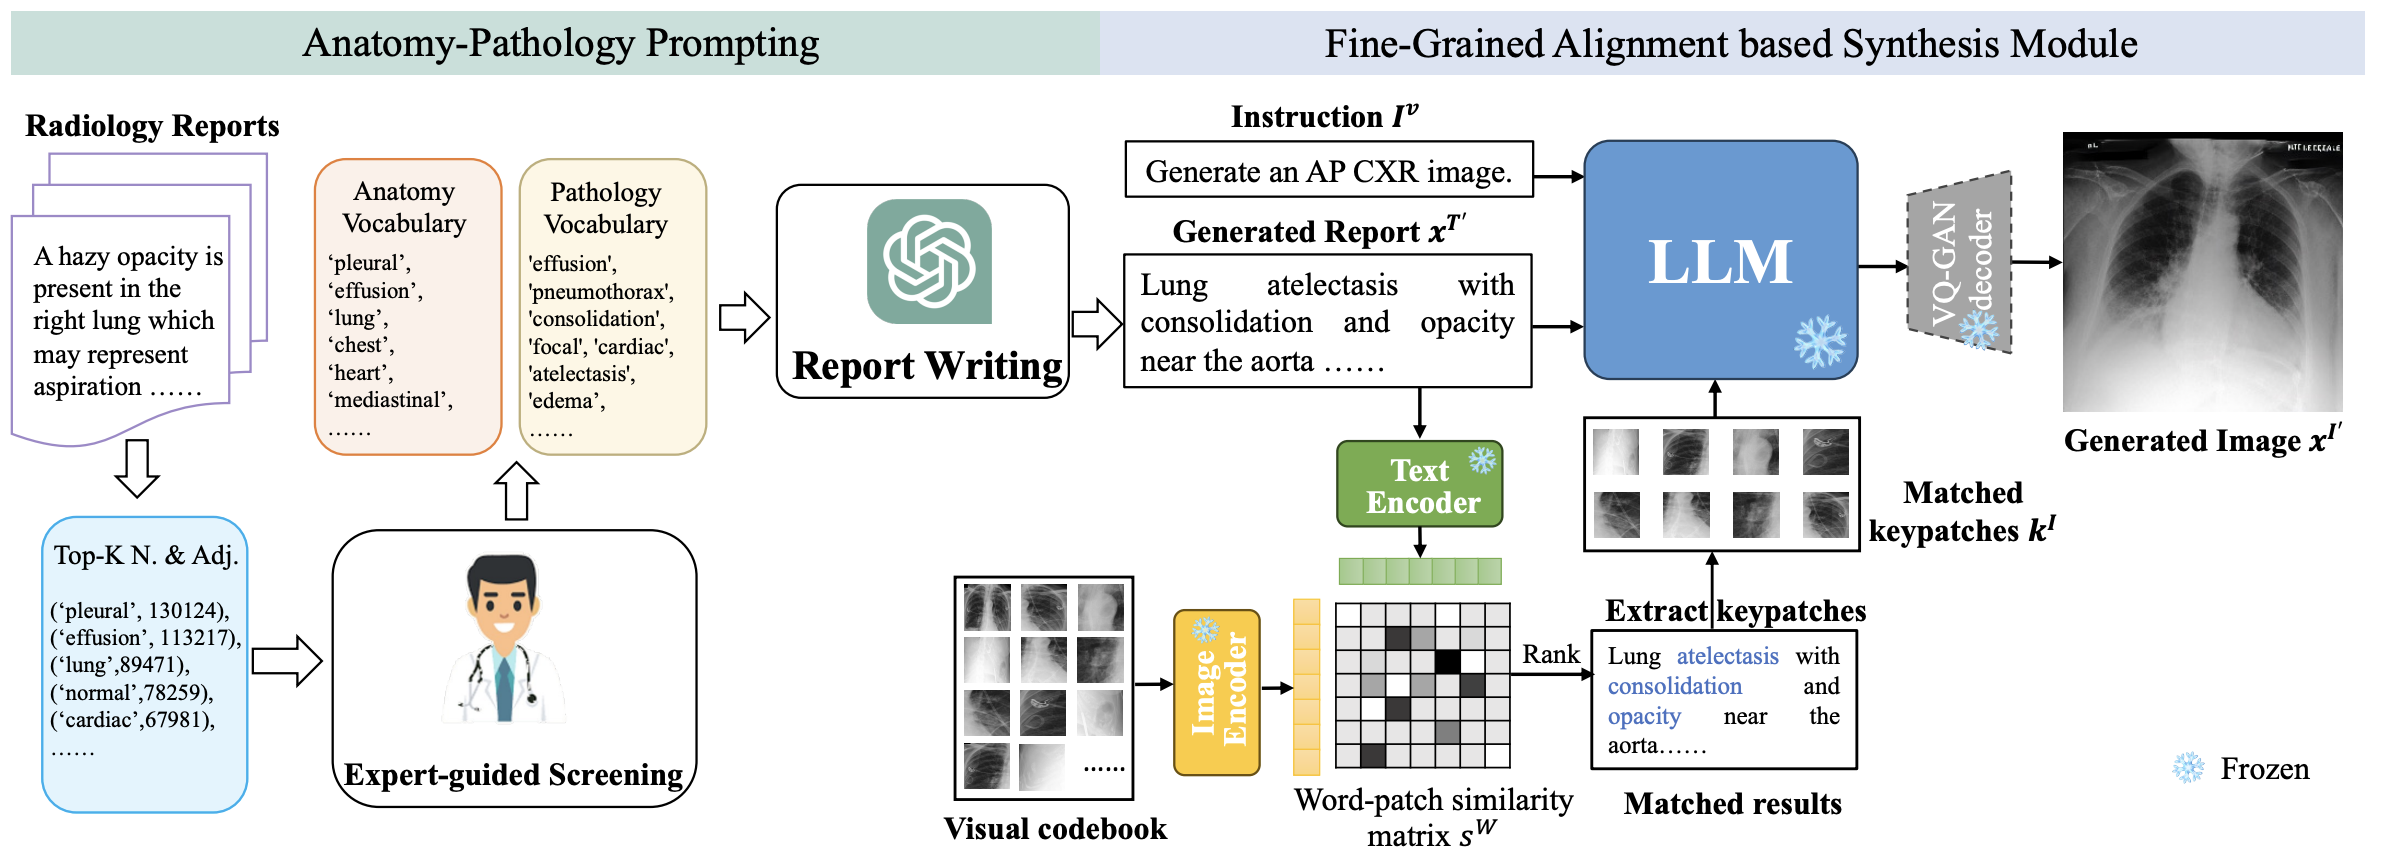 Anatomy-Pathology Prompting
Fine-Grained Alignment based Synthesis Module
Radiology Reports
A hazy opacity is
present in the
right lung which
may represent
aspiration ……
Top-K N. & Adj.
(‘pleural’, 130124),
(‘effusion’, 113217),
(‘lung’,89471),
(‘normal’,78259),
(‘cardiac’,67981),
……
Expert-guided Screening
Anatomy
Vocabulary
‘pleural’,
‘effusion’,
‘lung’,
‘chest’,
‘heart’,
‘mediastinal’,
……
Pathology
Vocabulary
'effusion',
'pneumothorax',
'consolidation',
'focal', 'cardiac',
'atelectasis',
'edema’,
……
Report Writing
Instruction I^v
Generate an AP CXR image.
Generated Report x^T′
Lung atelectasis with
consolidation and opacity
near the aorta ……
LLM
VQ-GAN
decoder
Generated Image x^I′
Text
Encoder
Visual codebook
……
Image
Encoder
Word-patch similarity
matrix s^W
Rank
Matched
keypatches k^I
Extract keypatches
Lung atelectasis with
consolidation and
opacity near the
aorta……
Matched results
Frozen